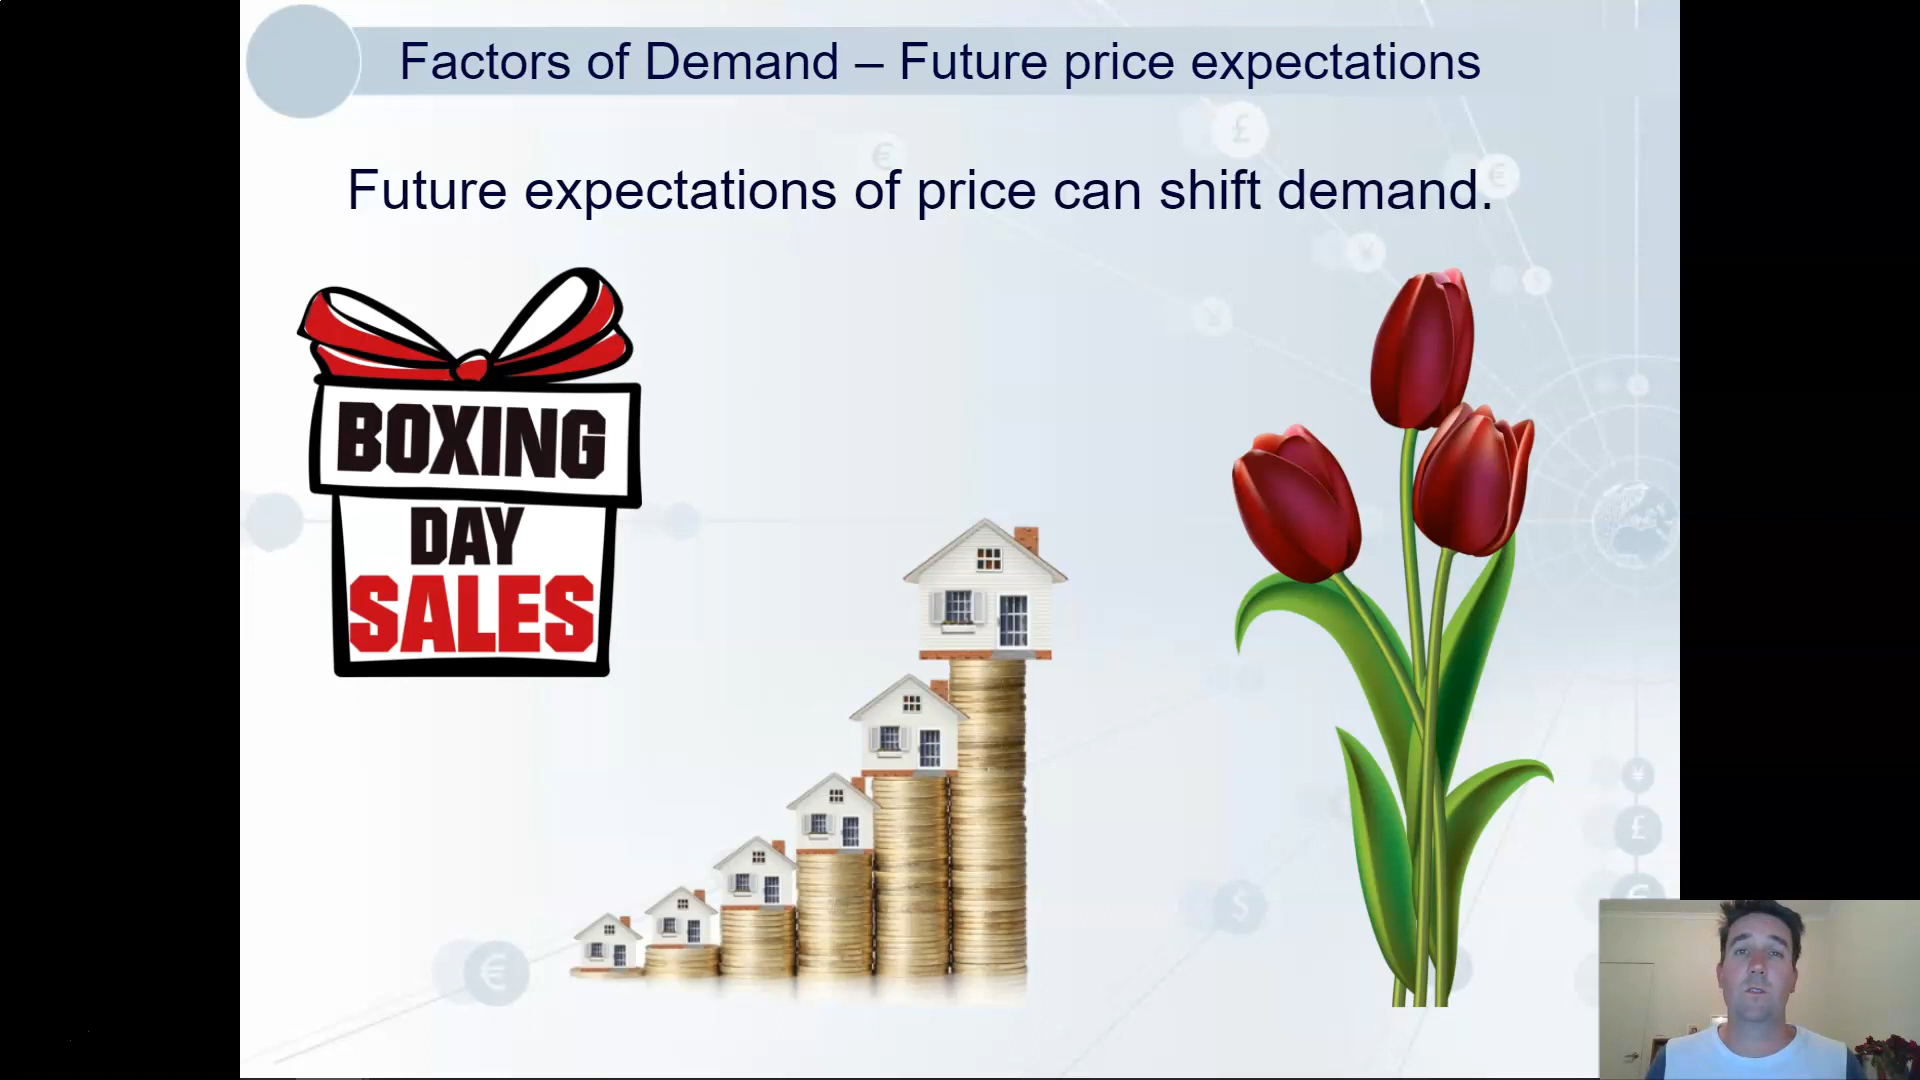 Factors of Demand – Future price expectations
Future expectations of price can shift demand.
BOXING
DAY
SALES